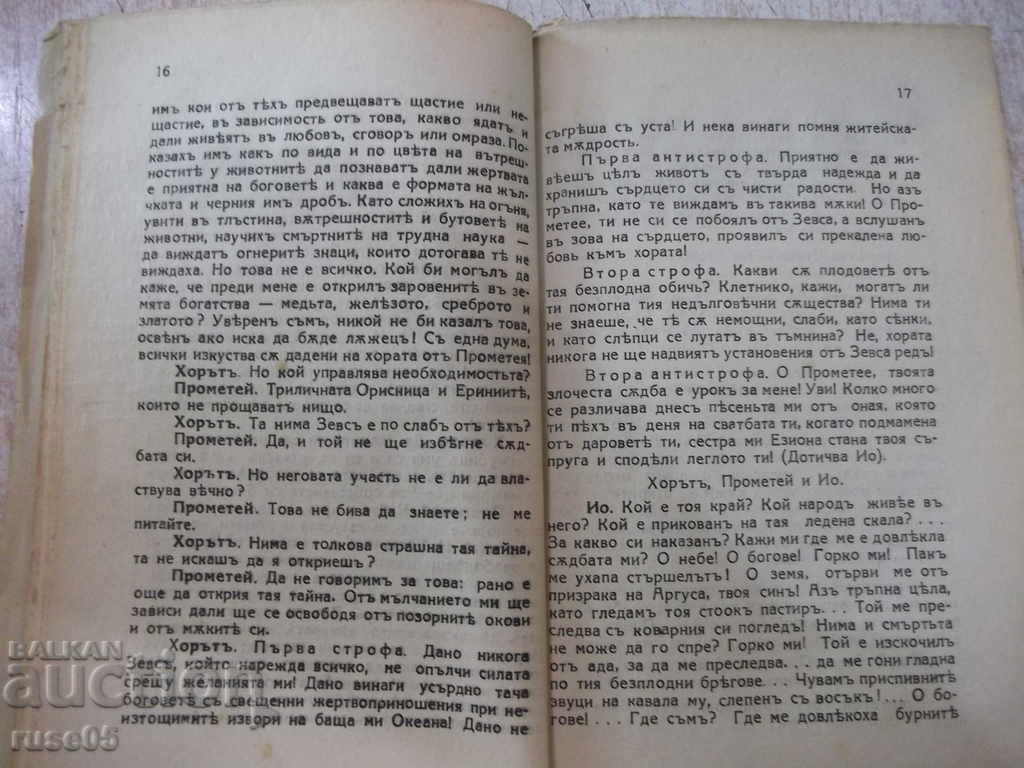 16
имъ кои отъ тѣхъ предвещаватъ щастие или не-
щастие, въ зависимость отъ това, какво ядатъ и
дали живѣятъ въ любовь, сговоръ или омраза. По-
казахъ имъ какъ по вида и по цвѣта на вътреш-
ноститѣ у животнитѣ да познаватъ дали жертвата
е приятна на боговетѣ и каква е формата на жъл-
чката и черния имъ дробъ. Като сложихъ на огъня,
увити въ тлъстина, вѫтрешноститѣ и бутоветѣ на
животни, научихъ смъртнитѣ на трудна наука —
да виждатъ огнеритѣ знаци, които дотогава тѣ не
виждаха. Но това не е всичко. Кой би могълъ да
каже, че преди мене е открилъ заровенитѣ въ зе-
мята богатства — медьта, желѣзото, среброто и
златото? Увѣренъ съмъ, никой не би казалъ това,
освѣнъ ако иска да бѫде лѫжецъ! Съ една дума,
всички изкуства сѫ дадени на хората отъ Прометея!
Хорътъ. Но кой управлява необходимостьта?
Прометей. Триличната Орисница и Ериниитѣ,
които не прощаватъ нищо.
Хорътъ. Та нима Зевсъ е по слабъ отъ тѣхъ?
Прометей. Да, и той не ще избѣгне сѫд-
бата си.
Хорътъ. Но неговата участь не е ли да вла-
ствува вѣчно?
Прометей. Това не бива да знаете; не ме
питайте.
Хорътъ. Нима е толкова страшна тая тайна,
та не искашъ да я откриешъ?
Прометей. Да не говоримъ за това: рано е
още да открия тая тайна. Отъ мълчанието ми ще
зависи дали ще се освободя отъ позорнитѣ окови
и отъ мѫкитѣ си.
Хорътъ. Първа строфа. Дано никога
Зевсъ, който нарежда всичко, не опълчи силата
срещу желанията ми! Дано винаги усърдно тача
боговетѣ съ свещенни жертвоприношения при не-
изтощимитѣ извори на баща ми Океана! Дано не
17
съгрѣша съ уста! И нека винаги помня житейска-
та мѫдрость.
Първа антистрофа. Приятно е да жи-
вѣешъ цѣлъ животъ съ твърда надежда и да
хранишъ сърдцето си съ чисти радости. Но азъ
тръпна, като те виждамъ въ такива мѫки! О Про-
метее, ти не си се побоялъ отъ Зевса, а вслушанъ
въ зова на сърдцето, проявилъ си прекалена лю-
бовь къмъ хората!
Втора строфа. Какви сѫ плодоветѣ отъ
тая безплодна обичь? Клетнико, кажи, могатъ ли
ти помогна тия недълговѣчни сѫщества? Нима ти
не знаеше, че тѣ сѫ немощни, слаби, като сѣнки,
и като слѣпци се лутатъ въ тъмнина? Не, хората
никога не ще надвиятъ установения отъ Зевса редъ!
Втора антистрофа. О Прометее, твоята
злочеста сѫдба е урокъ за мене! Уви! Колко много
се различава днесъ пѣсеньта ми отъ оная, която
ти пѣхъ въ деня на сватбата ти, когато подмамена
отъ дароветѣ ти, сестра ми Езиона стана твоя съ-
пруга и сподѣли леглото ти! (Дотичва Ио).
Хорътъ, Прометей и Ио.
Ио. Кой е тоя край? Кой народъ живѣе въ
него? Кой е прикованъ на тая ледена скала? . . .
За какво си наказанъ? Кажи ми где ме е довлѣкла
сѫдбата ми? О небе! О богове! Горко ми! Пакъ
ме ухапа стършелътъ! О земя, отърви ме отъ
призрака на Аргуса, твоя синъ! Азъ тръпна цѣла,
като гледамъ тоя стоокъ пастиръ. . . Той ме пре-
следва съ коварния си погледъ! Нима и смъртьта
не може да го спре? Горко ми! Той е изскочилъ
отъ ада, за да ме преследва. . . да ме гони гладна
по тия безплодни брѣгове. . . Чувамъ приспивнитѣ
звуци на кавала му, слепенъ съ восъкъ!... О бо-
гове!. . . Где съмъ? Где ме довлѣкоха бурнитѣ
BALKAN
ruse05